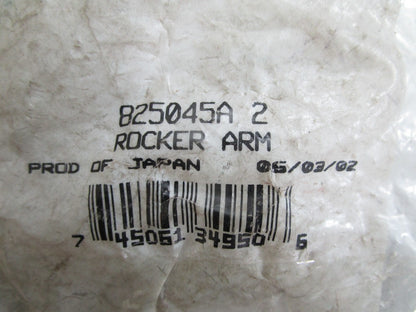 825045A 2
ROCKER ARM
PROD OF JAPAN 06/03/02
7 45061 34950 6